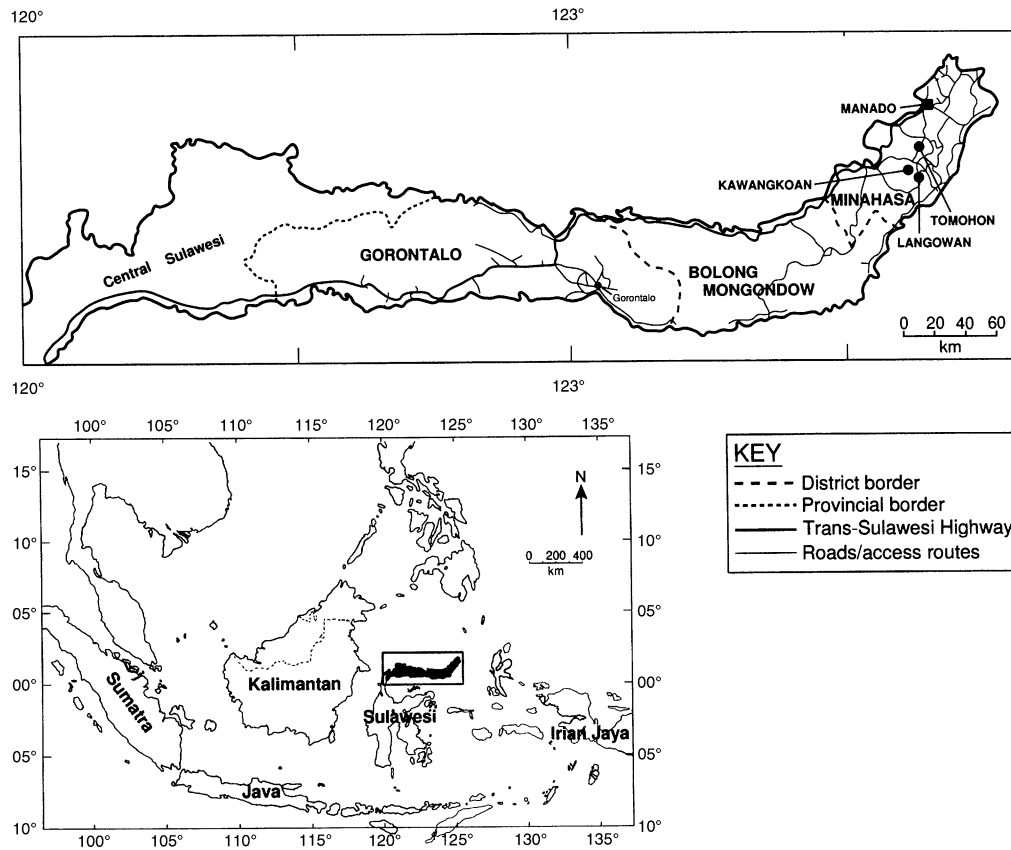 120° 123°
MANADO
KAWANGKOAN
MINAHASA
TOMOHON
LANGOWAN
Central Sulawesi
GORONTALO
BOLONG
MONGONDOW
Gorontalo
0 20 40 60
km
120° 123°
100° 105° 110° 115° 120° 125° 130° 135°
KEY
District border
Provincial border
Trans-Sulawesi Highway
Roads/access routes
15° 15°
N
10° 10°
0 200 400
km
05° 05°
00° 00°
Sumatra
Kalimantan
Sulawesi
Irian Jaya
05° 05°
Java
10° 10°
100° 105° 110° 115° 120° 125° 130° 135°